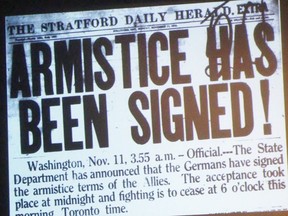 THE STRATFORD DAILY HERALD. EXTRA
ARMISTICE HAS
BEEN SIGNED!
Washington, Nov. 11, 3.55 a.m. – Official.---The State
Department has announced that the Germans have signed
the armistice terms of the Allies. The acceptance took
place at midnight and fighting is to cease at 6 o'clock this
morning, Toronto time.